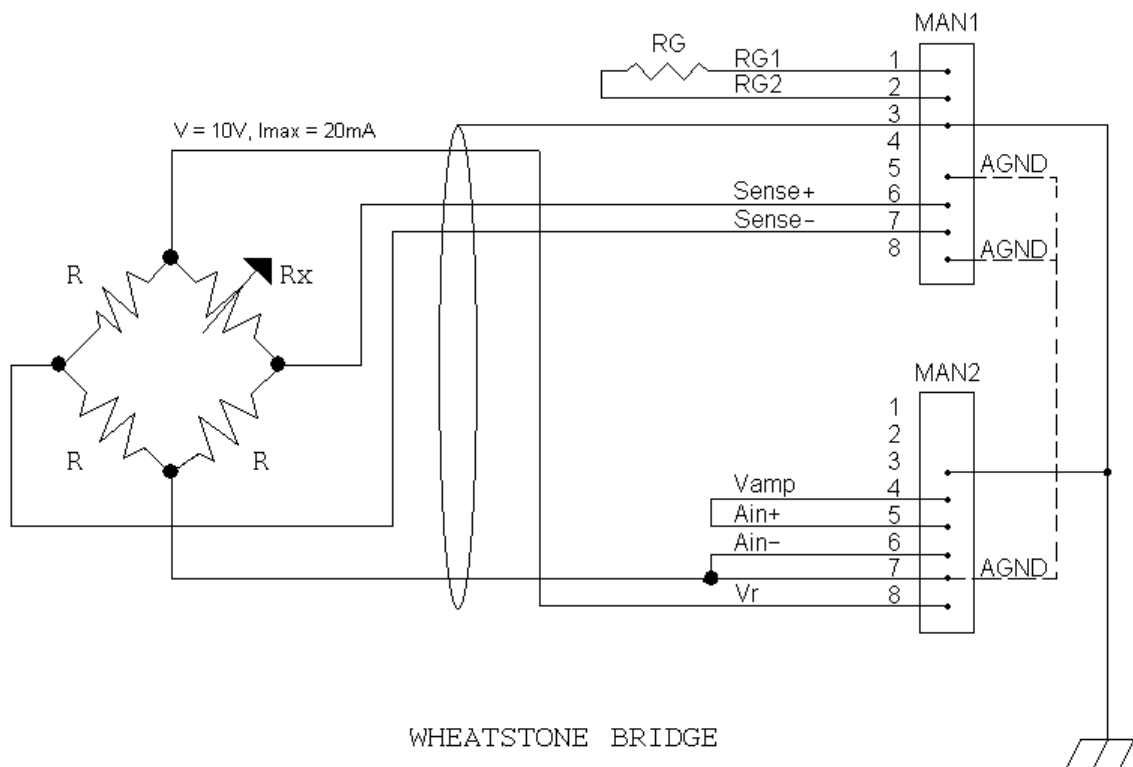 MAN1
RG
RG1
1
RG2
2
3
V = 10V, Imax = 20mA
4
5
AGND
Sense+
6
Sense−
7
8
AGND
R
Rx
R
R
MAN2
1
2
3
Vamp
4
Ain+
5
Ain−
6
7
AGND
Vr
8
WHEATSTONE BRIDGE